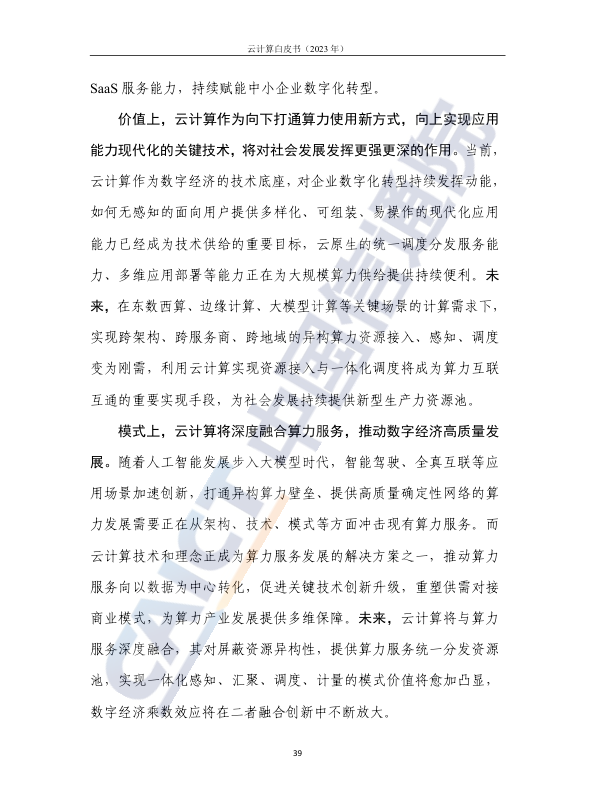 云计算白皮书（2023 年）
SaaS 服务能力，持续赋能中小企业数字化转型。
价值上，云计算作为向下打通算力使用新方式，向上实现应用
能力现代化的关键技术，将对社会发展发挥更强更深的作用。当前，
云计算作为数字经济的技术底座，对企业数字化转型持续发挥动能，
如何无感知的面向用户提供多样化、可组装、易操作的现代化应用
能力已经成为技术供给的重要目标，云原生的统一调度分发服务能
力、多维应用部署等能力正在为大规模算力供给提供持续便利。未
来，在东数西算、边缘计算、大模型计算等关键场景的计算需求下，
实现跨架构、跨服务商、跨地域的异构算力资源接入、感知、调度
变为刚需，利用云计算实现资源接入与一体化调度将成为算力互联
互通的重要实现手段，为社会发展持续提供新型生产力资源池。
模式上，云计算将深度融合算力服务，推动数字经济高质量发
展。随着人工智能发展步入大模型时代，智能驾驶、全真互联等应
用场景加速创新，打通异构算力壁垒、提供高质量确定性网络的算
力发展需要正在从架构、技术、模式等方面冲击现有算力服务。而
云计算技术和理念正成为算力服务发展的解决方案之一，推动算力
服务向以数据为中心转化，促进关键技术创新升级，重塑供需对接
商业模式，为算力产业发展提供多维保障。未来，云计算将与算力
服务深度融合，其对屏蔽资源异构性，提供算力服务统一分发资源
池，实现一体化感知、汇聚、调度、计量的模式价值将愈加凸显，
数字经济乘数效应将在二者融合创新中不断放大。
39
CAICT 中国信通院